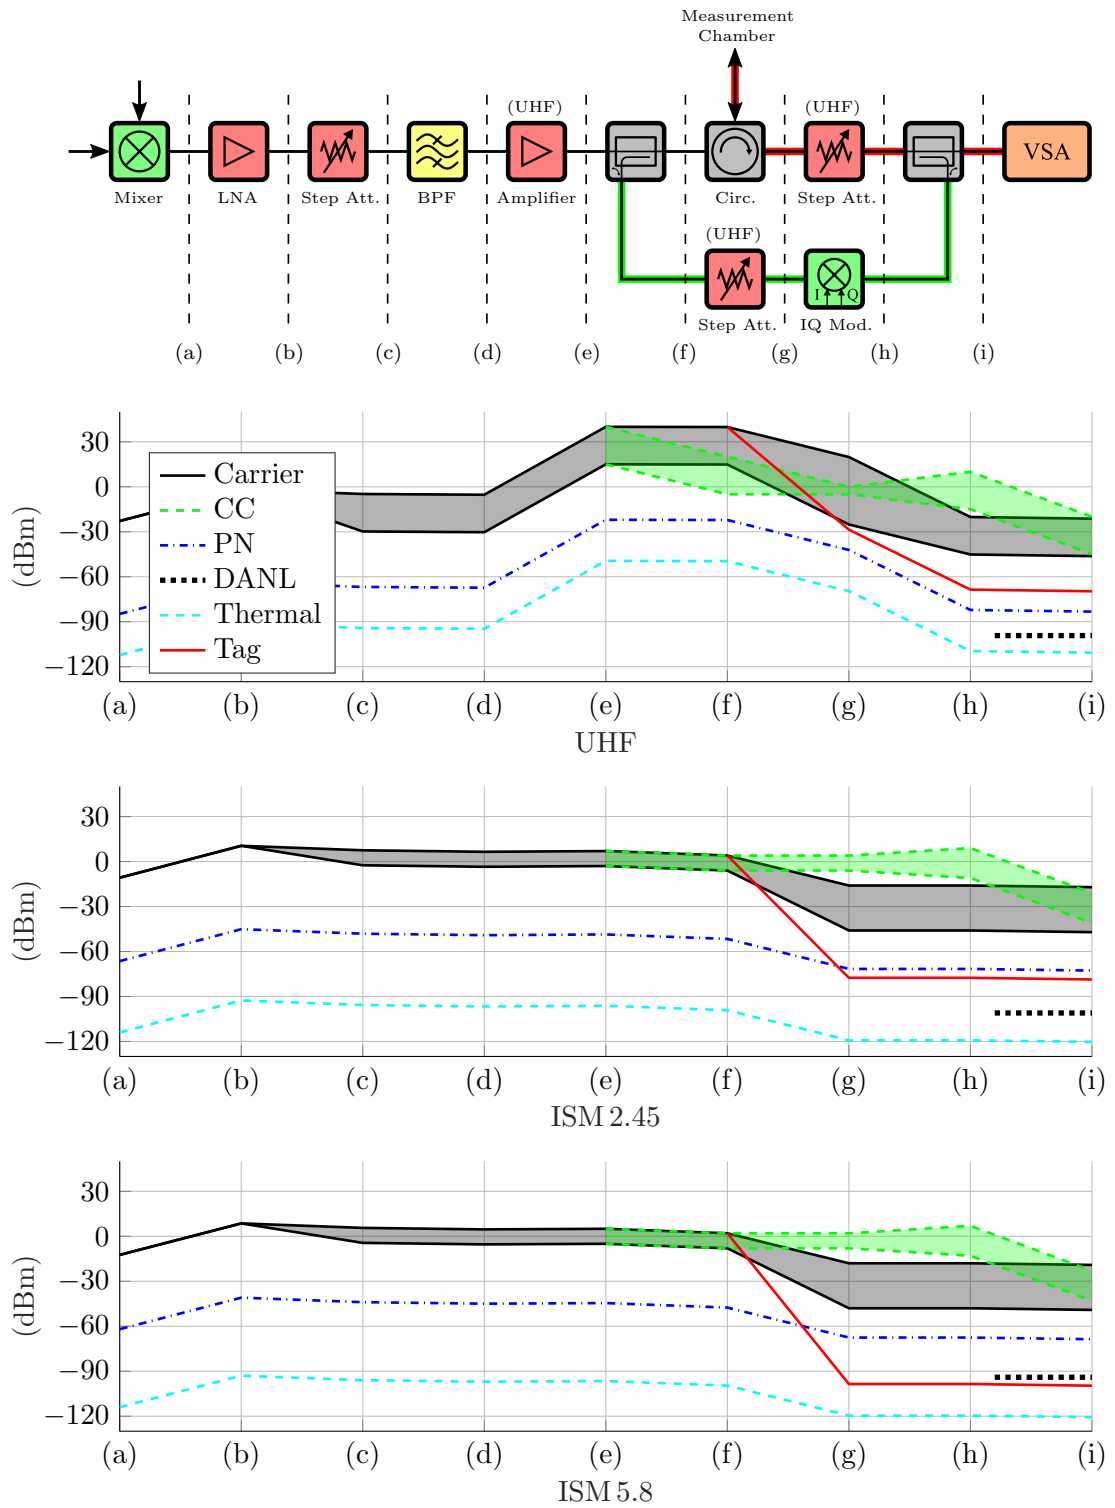 Measurement
Chamber
(UHF) (UHF)
VSA
Mixer LNA Step Att. BPF Amplifier Circ. Step Att.
(UHF)
I Q
Step Att. IQ Mod.
(a) (b) (c) (d) (e) (f) (g) (h) (i)
30
0
−30
−60
−90
−120
(dBm)
Carrier
CC
PN
DANL
Thermal
Tag
(a) (b) (c) (d) (e) (f) (g) (h) (i)
UHF
30
0
−30
−60
−90
−120
(dBm)
(a) (b) (c) (d) (e) (f) (g) (h) (i)
ISM 2.45
30
0
−30
−60
−90
−120
(dBm)
(a) (b) (c) (d) (e) (f) (g) (h) (i)
ISM 5.8